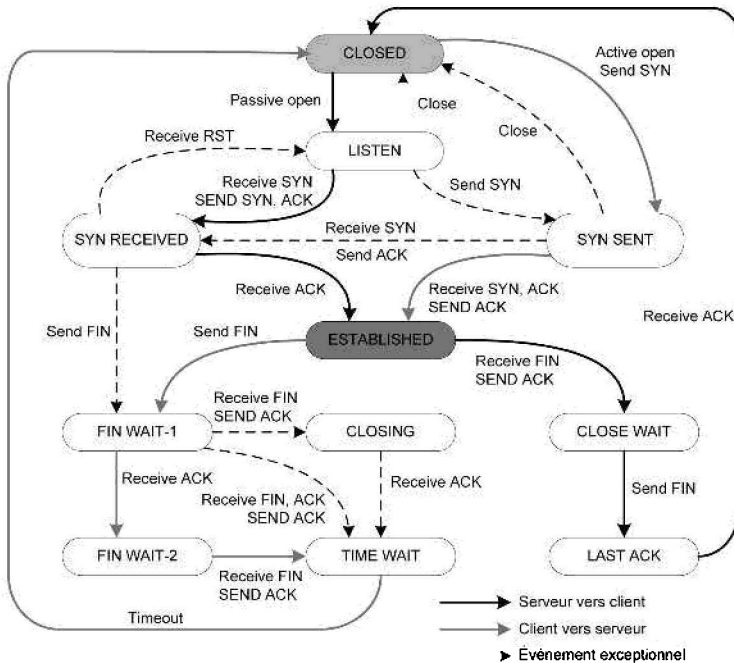 CLOSED
Active open
Send SYN
Passive open
Close
Close
Receive RST
LISTEN
Receive SYN
SEND SYN. ACK
Send SYN
SYN RECEIVED
Receive SYN
Send ACK
SYN SENT
Receive ACK
Receive SYN, ACK
SEND ACK
Receive ACK
Send FIN
Send FIN
ESTABLISHED
Receive FIN
SEND ACK
Receive FIN
SEND ACK
FIN WAIT-1
CLOSING
CLOSE WAIT
Receive ACK
Receive FIN, ACK
SEND ACK
Receive ACK
Send FIN
FIN WAIT-2
TIME WAIT
LAST ACK
Receive FIN
SEND ACK
Timeout
Serveur vers client
Client vers serveur
Événement exceptionnel